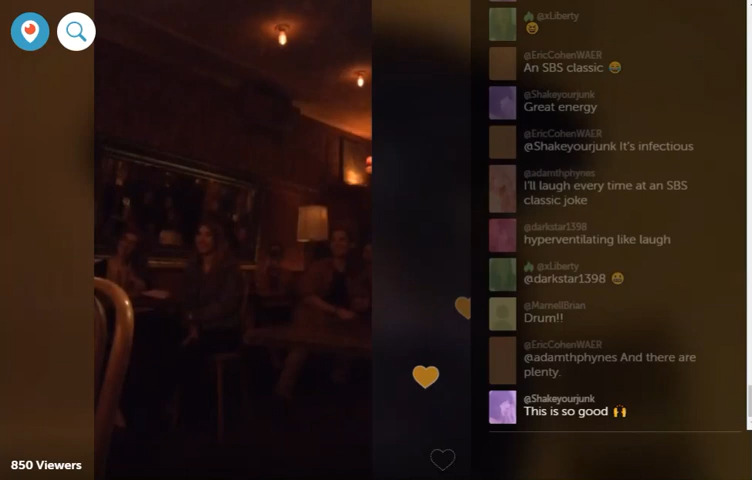 @xLiberty
@EricCohenWAER
An SBS classic
@Shakeyourjunk
Great energy
@EricCohenWAER
@Shakeyourjunk It's infectious
@adamthphynes
I'll laugh every time at an SBS
classic joke
@darkstar1398
hyperventilating like laugh
@xLiberty
@darkstar1398
@MarnellBrian
Drum!!
@EricCohenWAER
@adamthphynes And there are
plenty.
@Shakeyourjunk
This is so good
850 Viewers